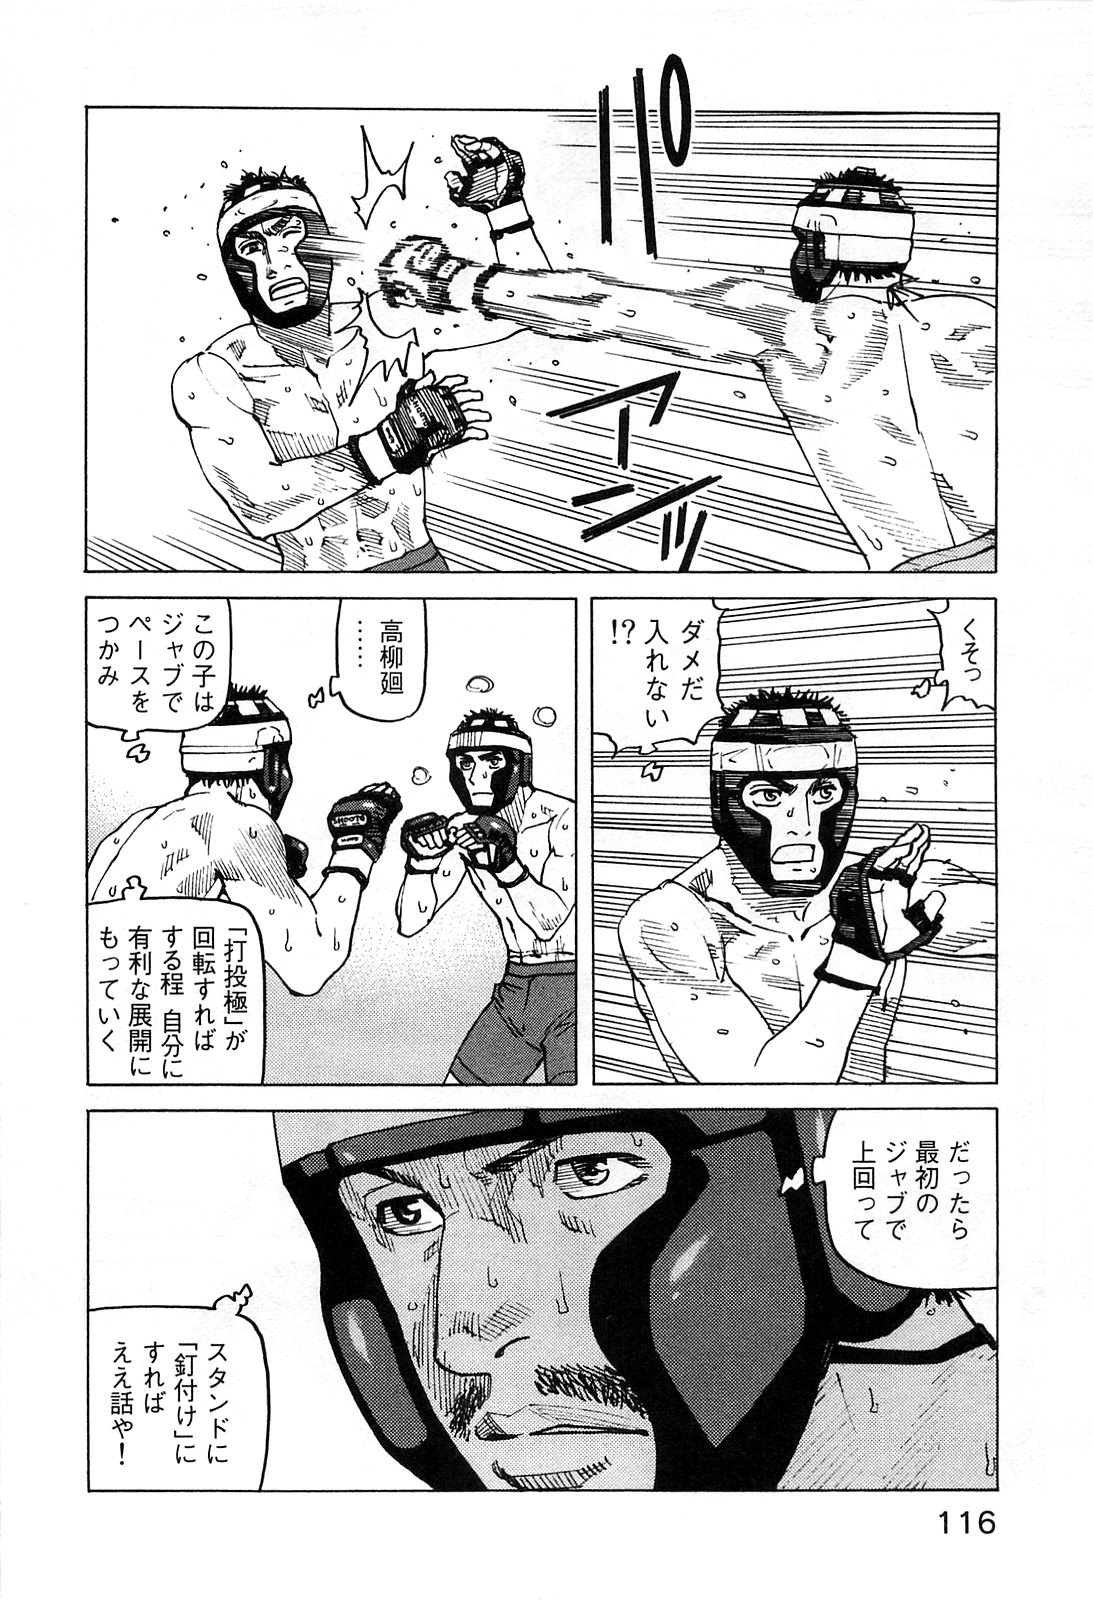 パパイィン
くそっ
ダメだ
入れない
!?
高柳廻
……
この子は
ジャブで
ペースを
つかみ
「打投極」が
回転すれば
する程 自分に
有利な展開に
もっていく
SHOOTO
だったら
最初の
ジャブで
上回って
スタンドに
「釘付け」に
すれば
ええ話や！
116